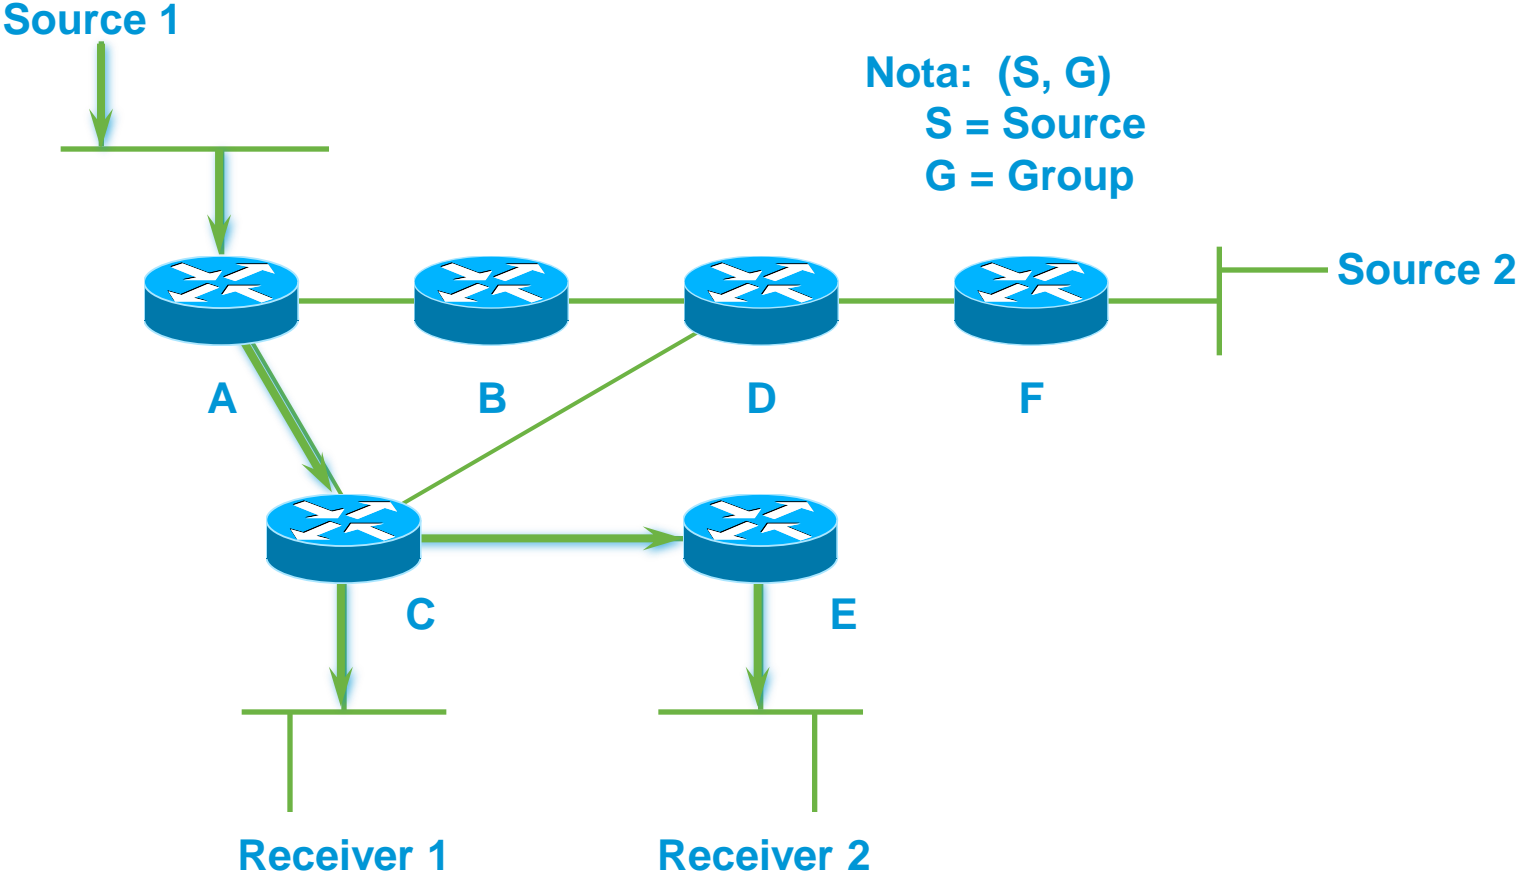 Source 1
Nota: (S, G)
S = Source
G = Group
Source 2
A
B
D
F
C
E
Receiver 1
Receiver 2